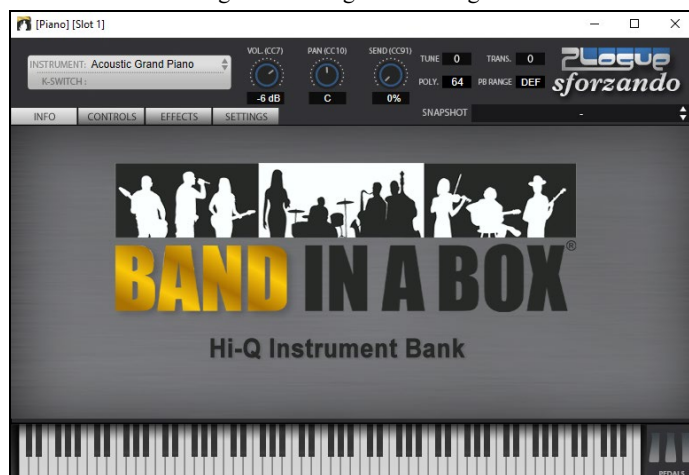 [Piano] [Slot 1]
INSTRUMENT: Acoustic Grand Piano
K-SWITCH:
VOL. (CC7)
-6 dB
PAN (CC10)
C
SEND (CC91)
0%
TUNE 0 TRANS. 0
POLY. 64 PB RANGE DEF
Plogue
sforzando
INFO CONTROLS EFFECTS SETTINGS
SNAPSHOT -
BAND IN A BOX®
Hi-Q Instrument Bank
PEDALS